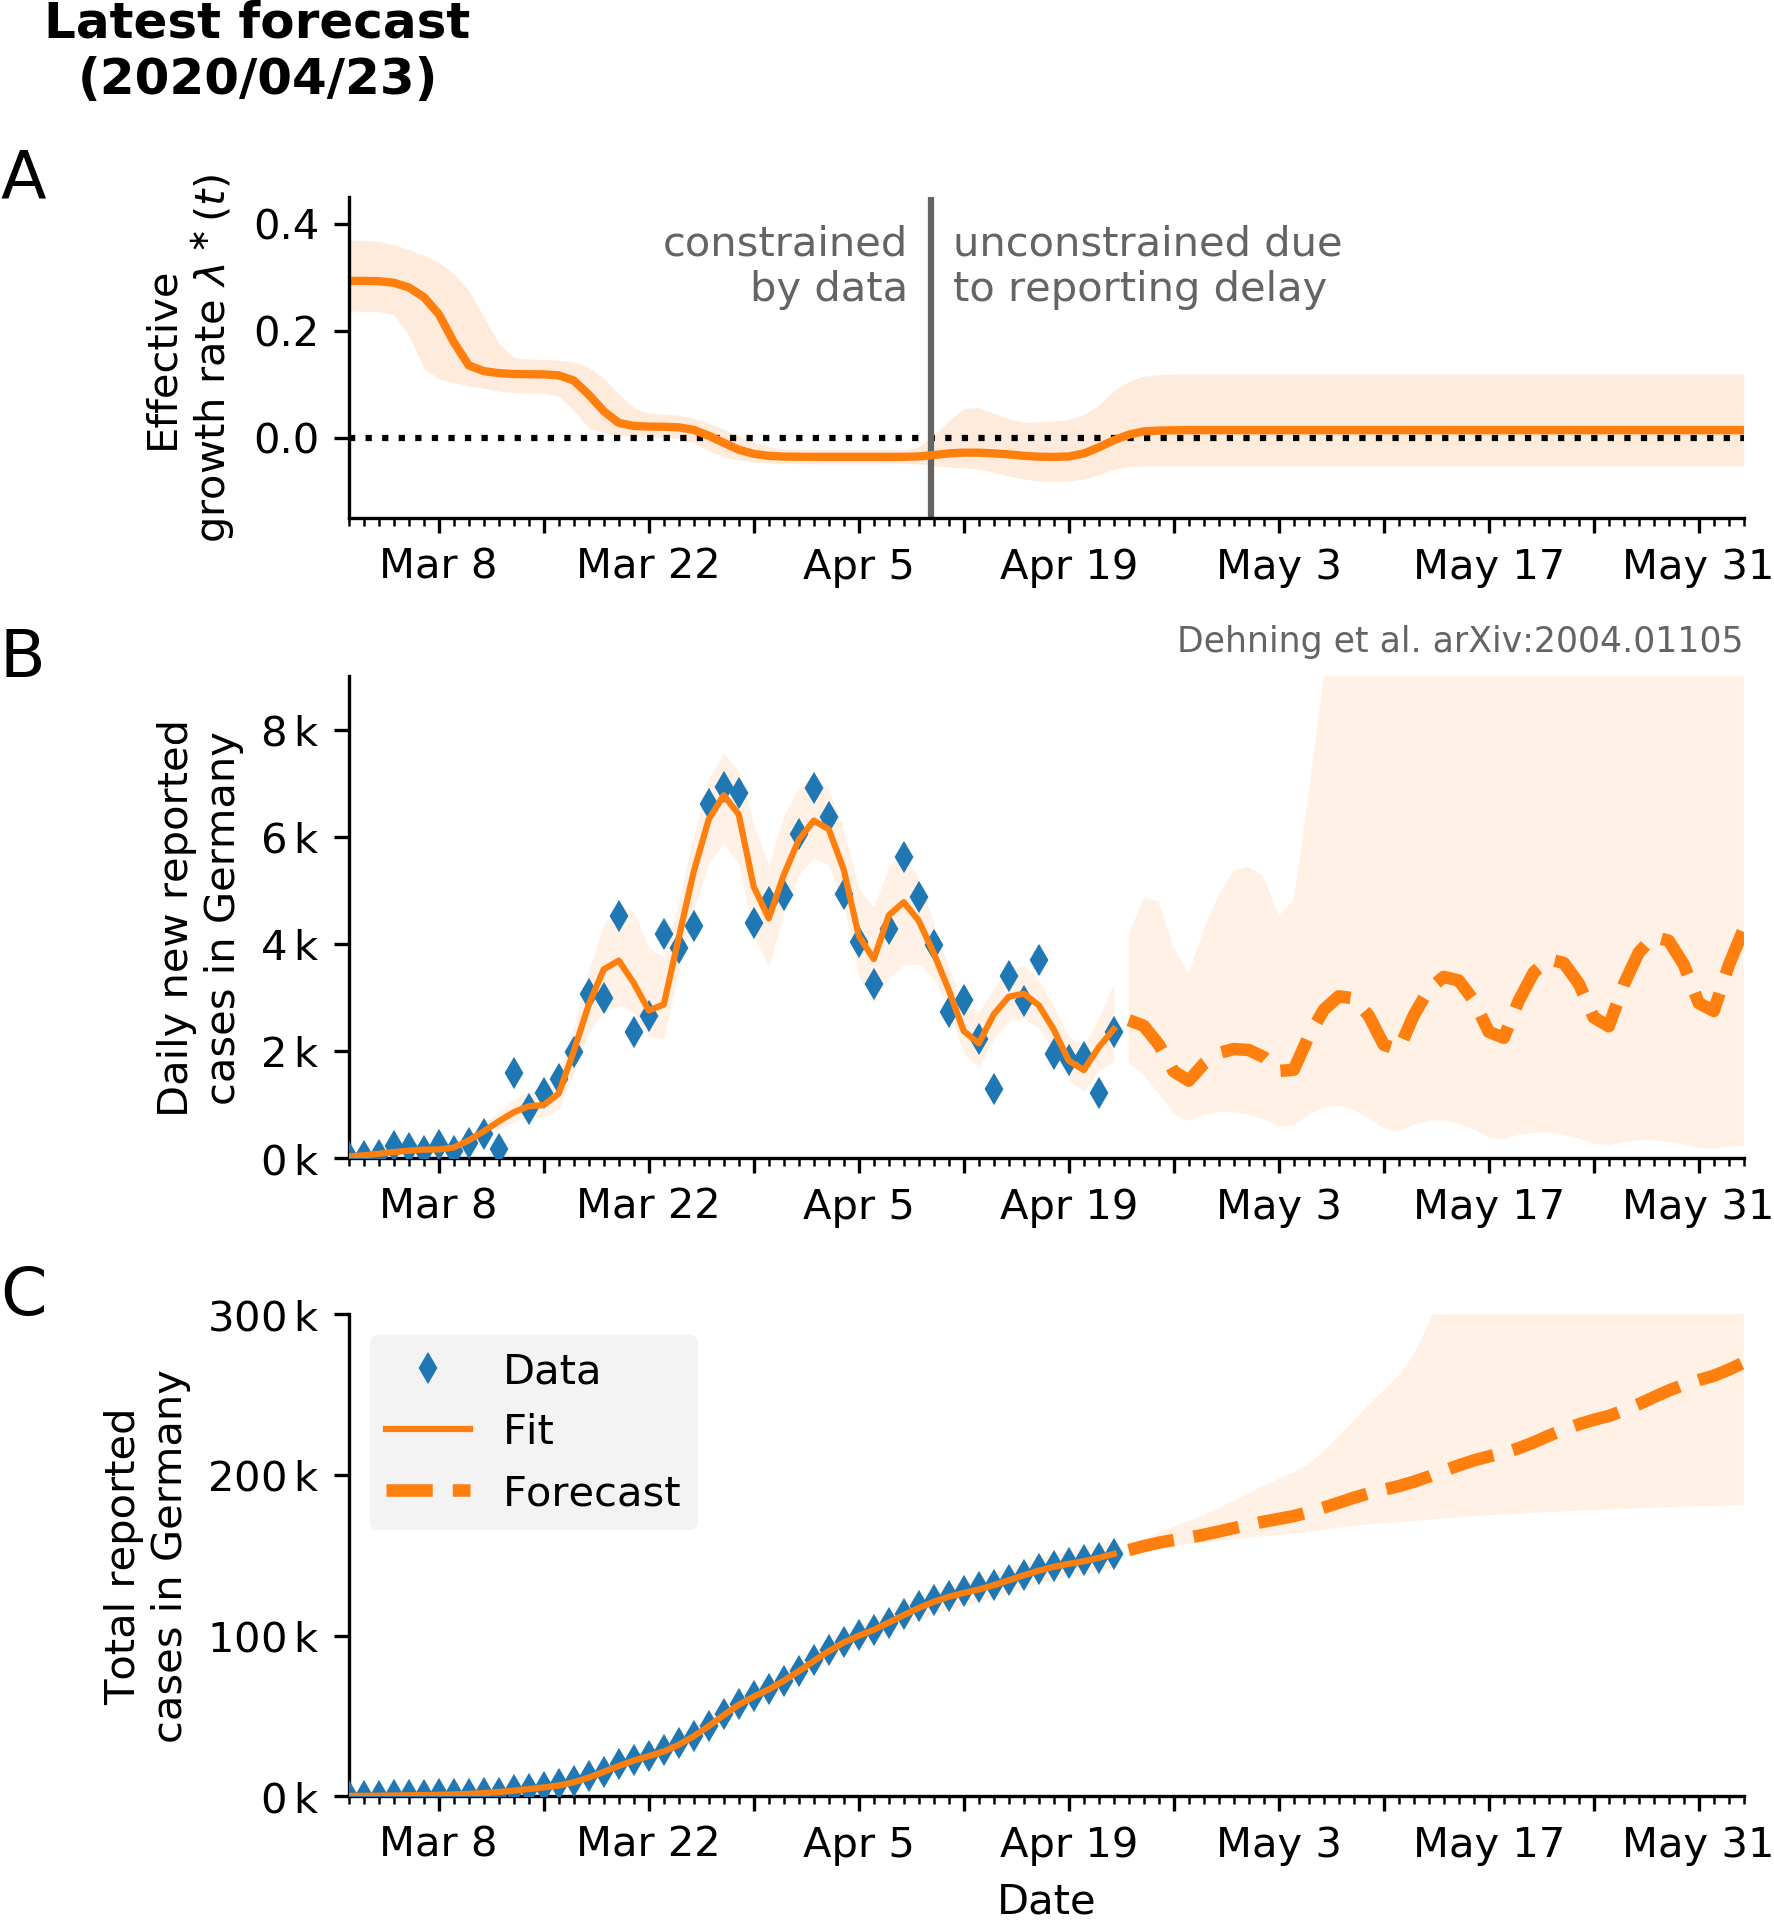 Latest forecast
(2020/04/23)
A
Effective
growth rate λ * (t)
0.4
0.2
0.0
constrained
by data
unconstrained due
to reporting delay
Mar 8
Mar 22
Apr 5
Apr 19
May 3
May 17
May 31
B
Dehning et al. arXiv:2004.01105
Daily new reported
cases in Germany
8 k
6 k
4 k
2 k
0 k
Mar 8
Mar 22
Apr 5
Apr 19
May 3
May 17
May 31
C
Total reported
cases in Germany
300 k
200 k
100 k
0 k
Data
Fit
Forecast
Mar 8
Mar 22
Apr 5
Apr 19
May 3
May 17
May 31
Date